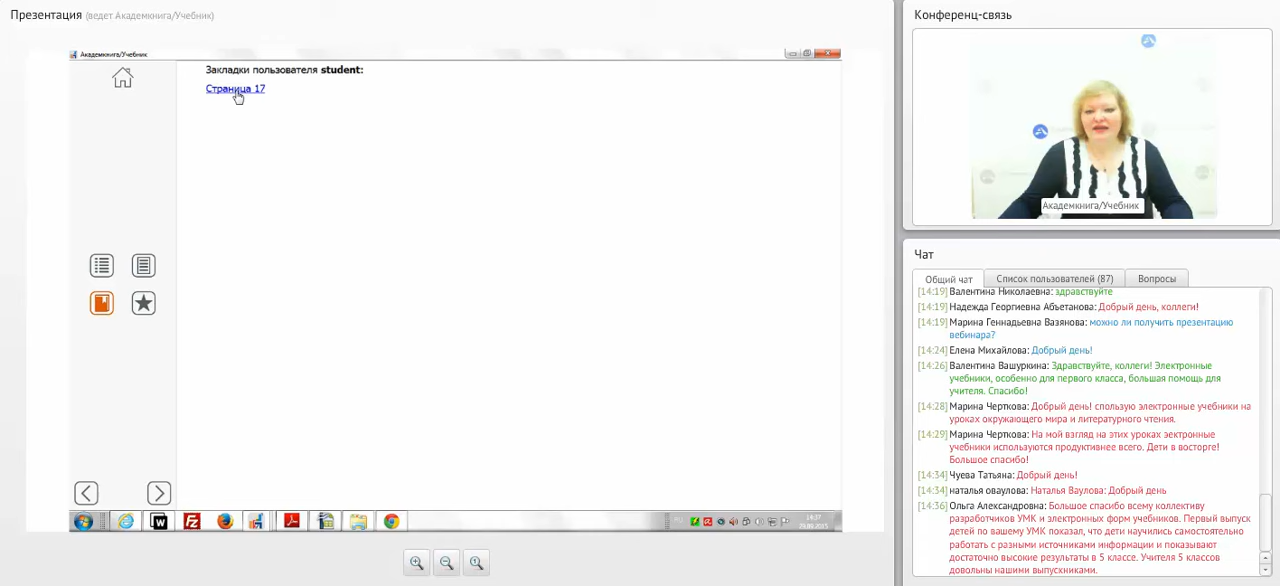 Презентация (ведет Академкнига/Учебник)
Академкнига/Учебник
Закладки пользователя student:
Страница 17
14:37
Конференц-связь
Академкнига/Учебник
Чат
Общий чат
Список пользователей (87)
Вопросы
[14:19] Валентина Николаевна: здравствуйте
[14:19] Надежда Георгиевна Абъетанова: Добрый день, коллеги!
[14:19] Марина Геннадьевна Вазянова: можно ли получить презентацию
вебинара?
[14:24] Елена Михайлова: Добрый день!
[14:26] Валентина Вашуркина: Здравствуйте, коллеги! Электронные
учебники, особенно для первого класса, большая помощь для
учителя. Спасибо!
[14:28] Марина Черткова: Добрый день! спользую электронные учебники на
уроках окружающего мира и литературного чтения.
[14:29] Марина Черткова: На мой взгляд на этих уроках эектронные
учебники используются продуктивнее всего. Дети в восторге!
Большое спасибо!
[14:34] Чуева Татьяна: Добрый день!
[14:34] наталья оваулова: Наталья Ваулова: Добрый день
[14:36] Ольга Александровна: Большое спасибо всему коллективу
разработчиков УМК и электронных форм учебников. Первый выпуск
детей по вашему УМК показал, что дети научились самостоятельно
работать с разными источниками информации и показывают
достаточно высокие результаты в 5 классе. Учителя 5 классов
довольны нашими выпускниками.